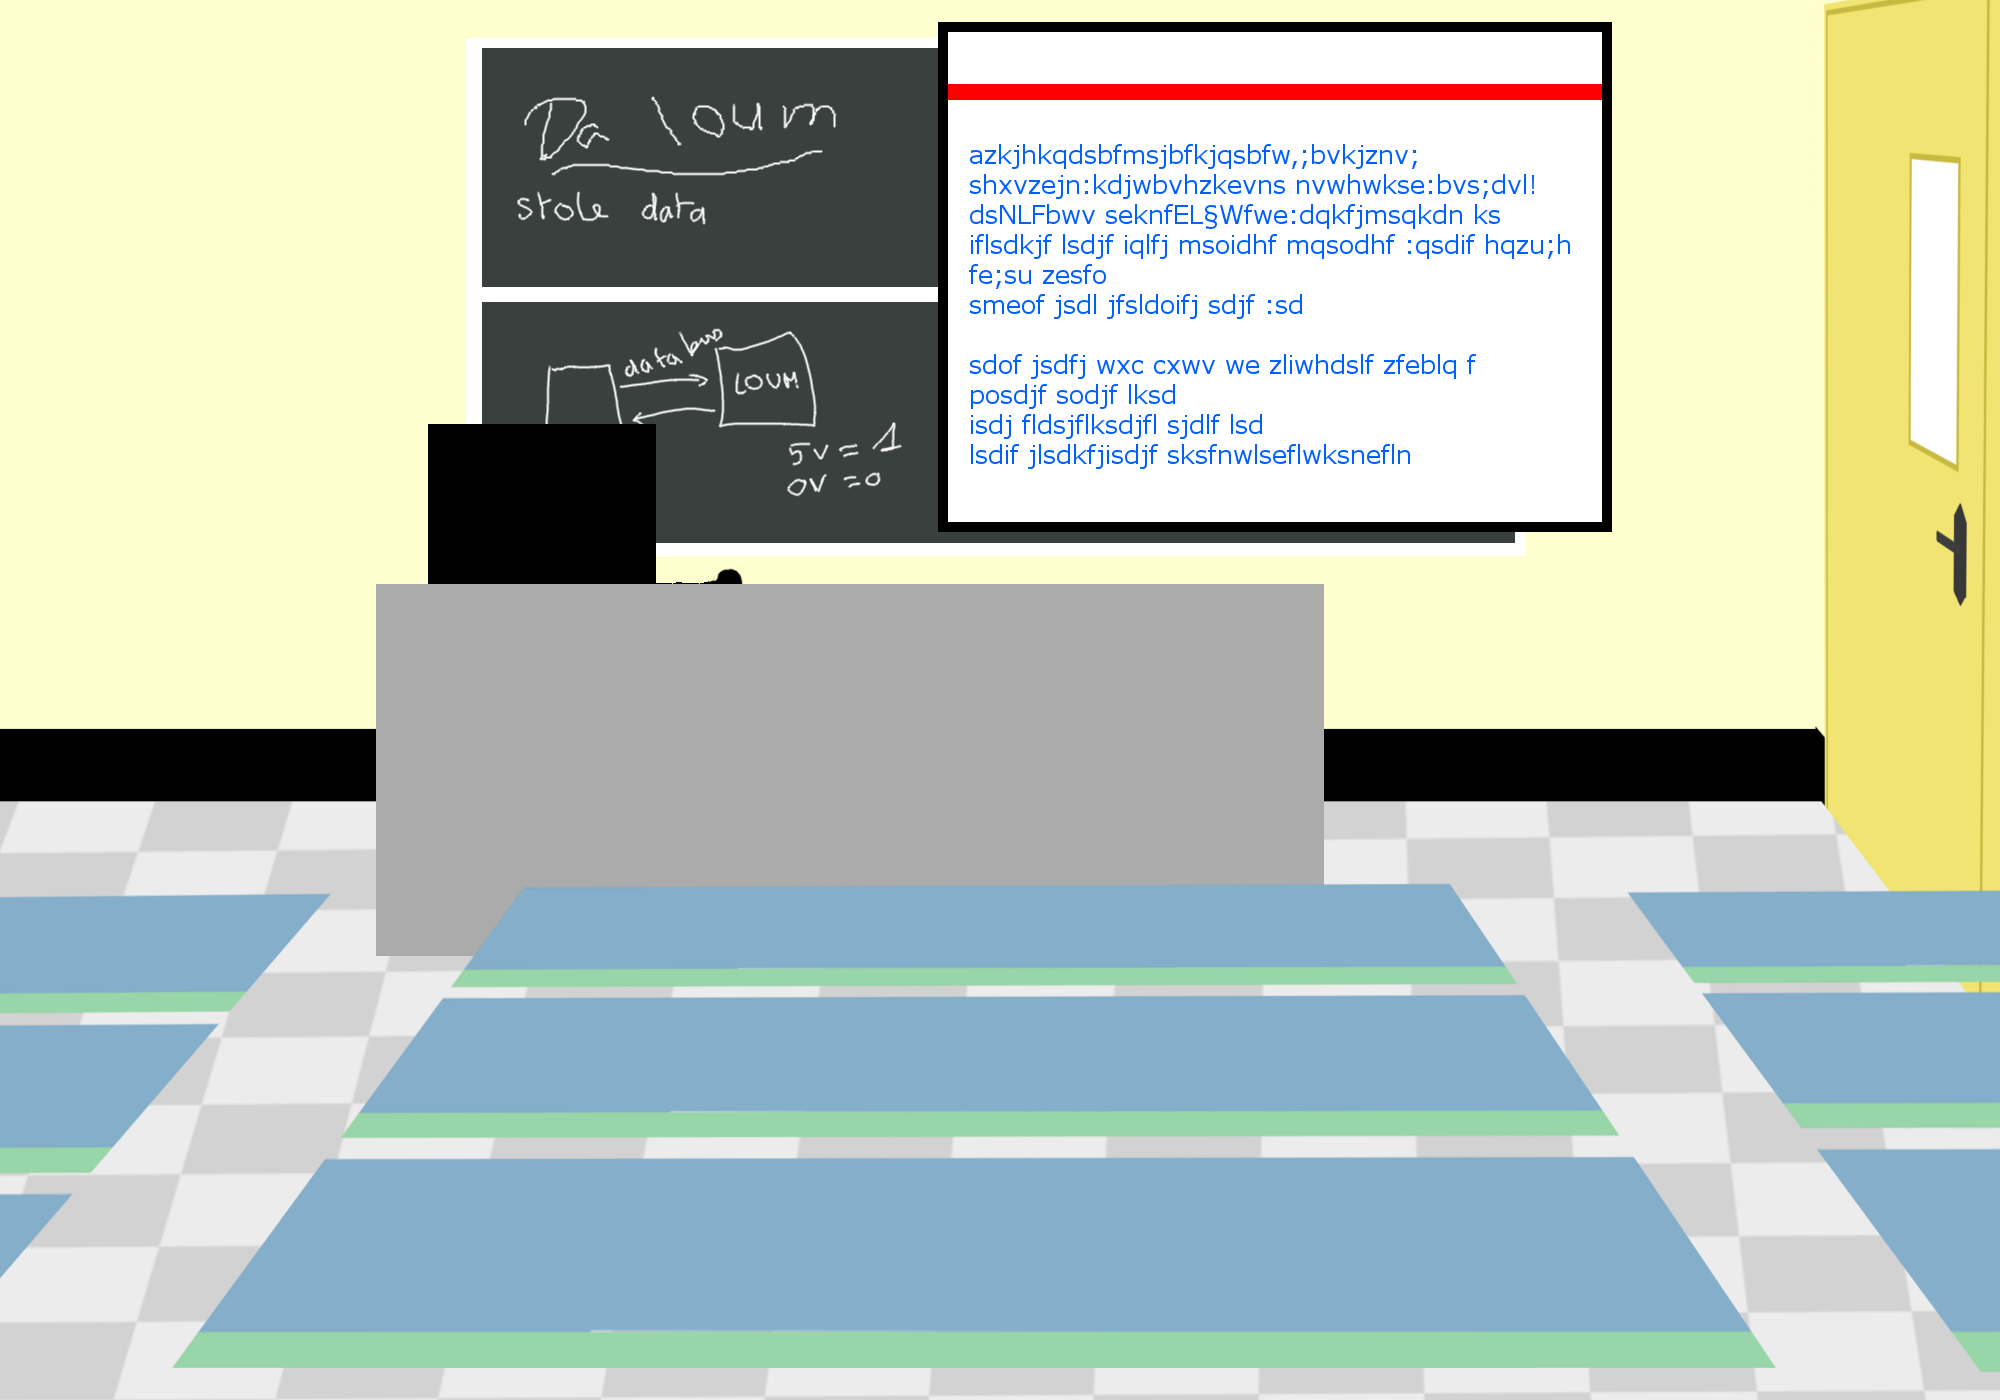 Da loum
stole data
data bus
LOUM
5v = 1
0v = 0
azkjhkqdsbfmsjbfkjqsbfw,;bvkjznv;
shxvzejn:kdjwbvhzkevns nvwhwkse:bvs;dvl!
dsNLFbwv seknfEL§Wfwe:dqkfjmsqkdn ks
iflsdkjf lsdjf iqlfj msoidhf mqsodhf :qsdif hqzu;h
fe;su zesfo
smeof jsdl jfsldoifj sdjf :sd
sdof jsdfj wxc cxwv we zliwhdslf zfeblq f
posdjf sodjf lksd
isdj fldsjflksdjfl sjdlf lsd
lsdif jlsdkfjisdjf sksfnwlseflwksnefln